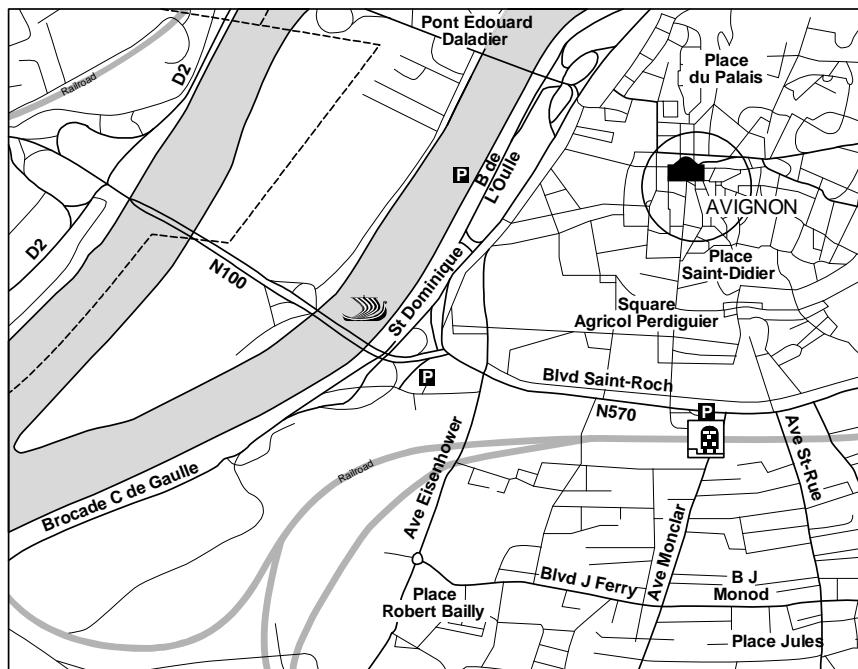 Pont Edouard
Daladier
Place
du Palais
D2
Railroad
P
B de
L'Oulle
AVIGNON
D2
N100
Place
Saint-Didier
St Dominique
Square
Agricol Perdiguier
P
Blvd Saint-Roch
N570
P
Ave St-Rue
Railroad
Ave Eisenhower
Brocade C de Gaulle
Ave Monclar
Blvd J Ferry
B J
Monod
Place
Robert Bailly
Place Jules